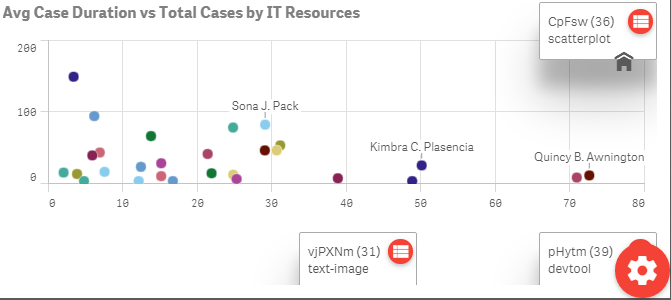 Avg Case Duration vs Total Cases by IT Resources
CpFsw (36)
scatterplot
200
100
0
Sona J. Pack
Kimbra C. Plasencia
Quincy B. Awnington
0 10 20 30 40 50 60 70 80
vjPXNm (31)
text-image
pHytm (39)
devtool